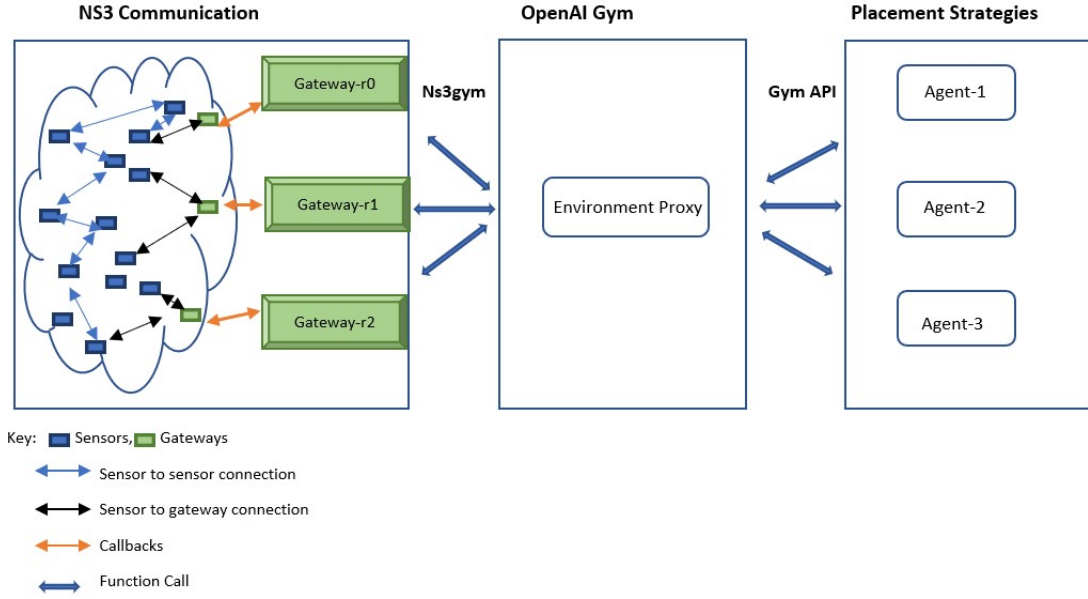 NS3 Communication
OpenAI Gym
Placement Strategies
Gateway-r0
Ns3gym
Gym API
Agent-1
Gateway-r1
Environment Proxy
Agent-2
Gateway-r2
Agent-3
Key: Sensors, Gateways
Sensor to sensor connection
Sensor to gateway connection
Callbacks
Function Call